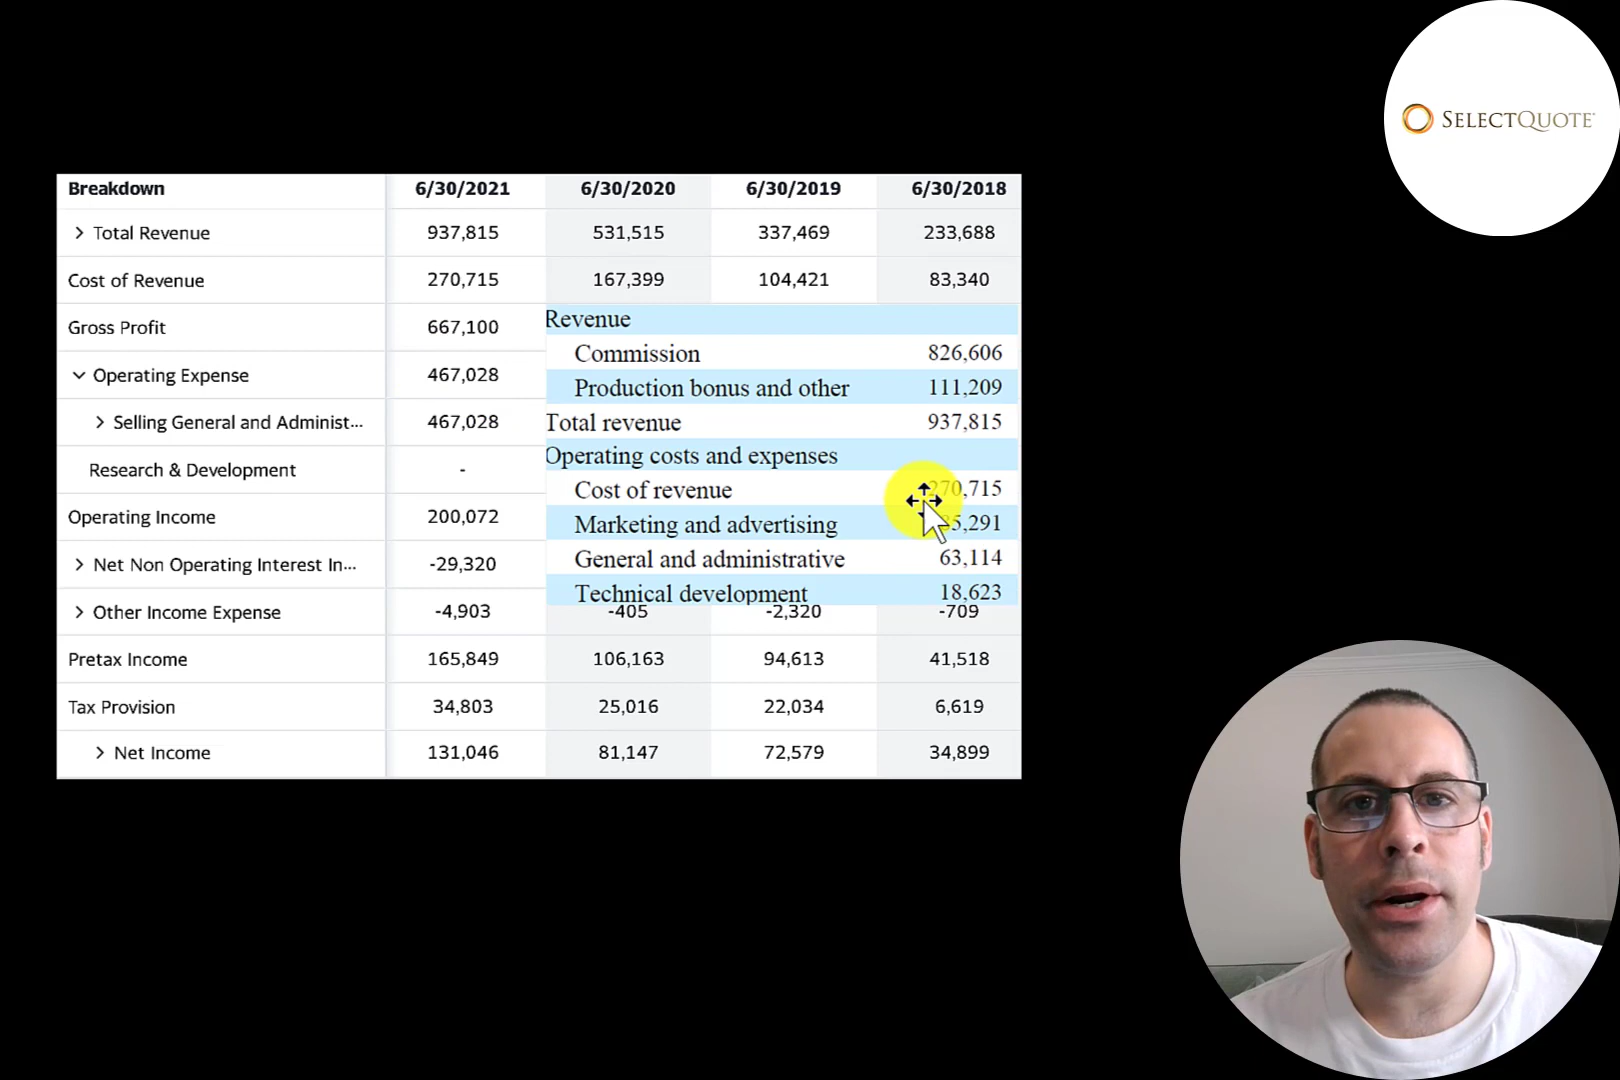 SELECTQUOTE
Breakdown 6/30/2021 6/30/2020 6/30/2019 6/30/2018
Total Revenue 937,815 531,515 337,469 233,688
Cost of Revenue 270,715 167,399 104,421 83,340
Gross Profit 667,100
Operating Expense 467,028
Selling General and Administ... 467,028
Research & Development -
Operating Income 200,072
Net Non Operating Interest In... -29,320
Other Income Expense -4,903 -405 -2,320 -709
Pretax Income 165,849 106,163 94,613 41,518
Tax Provision 34,803 25,016 22,034 6,619
Net Income 131,046 81,147 72,579 34,899
Revenue
Commission 826,606
Production bonus and other 111,209
Total revenue 937,815
Operating costs and expenses
Cost of revenue 270,715
Marketing and advertising
General and administrative 63,114
Technical development 18,623